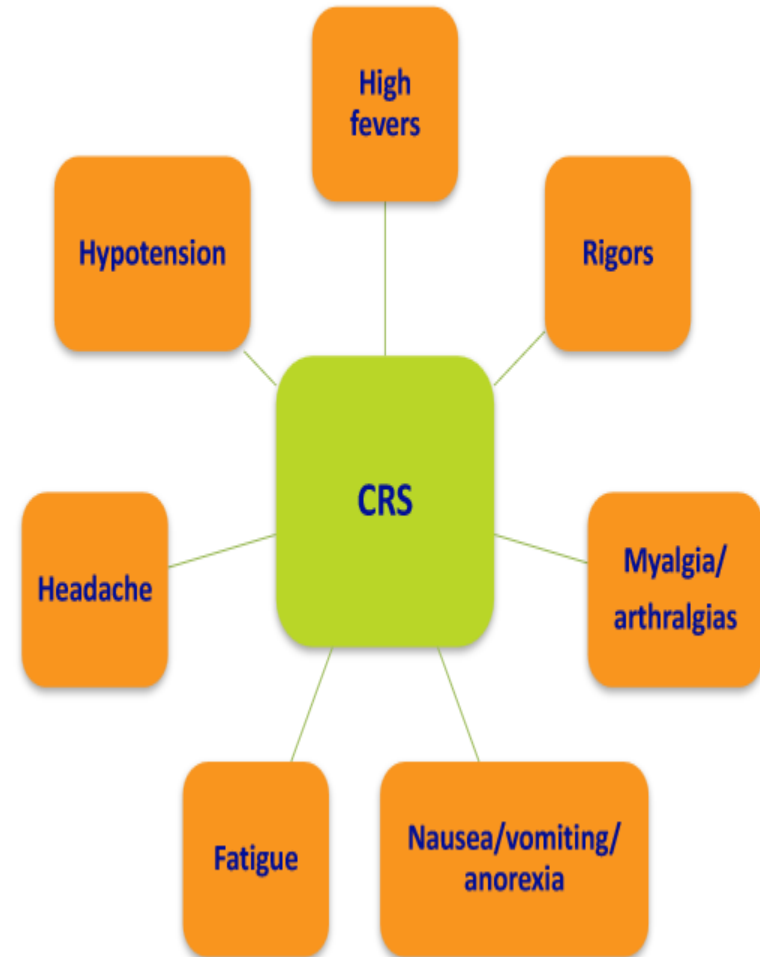 High
fevers
Hypotension
Rigors
CRS
Headache
Myalgia/
arthralgias
Fatigue
Nausea/vomiting/
anorexia